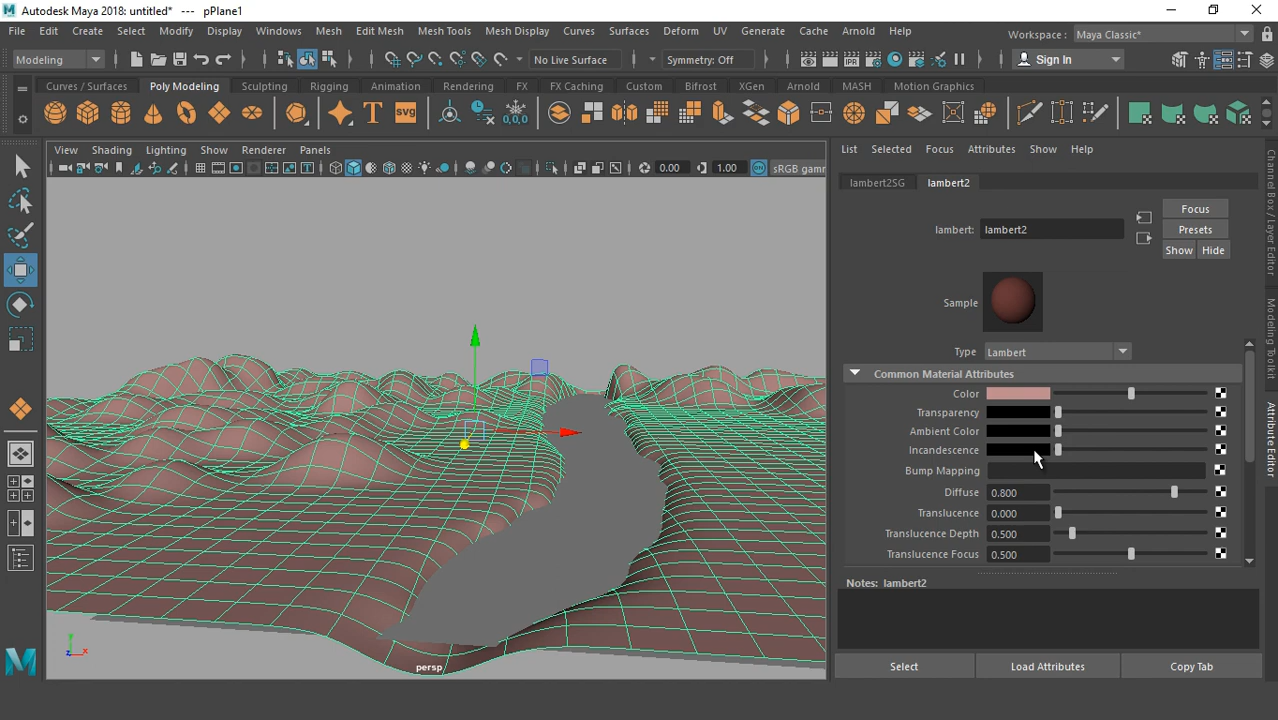 Autodesk Maya 2018: untitled*   ---   pPlane1
File Edit Create Select Modify Display Windows Mesh Edit Mesh Mesh Tools Mesh Display Curves Surfaces Deform UV Generate Cache Arnold Help
Workspace : Maya Classic*
Modeling No Live Surface Symmetry: Off Sign In
Curves / Surfaces Poly Modeling Sculpting Rigging Animation Rendering FX FX Caching Custom Bifrost XGen Arnold MASH Motion Graphics
T SVG 0,0,0
View Shading Lighting Show Renderer Panels
0.00 1.00 ON sRGB gamm
List Selected Focus Attributes Show Help
lambert2SG lambert2
lambert: lambert2
Focus
Presets
Show Hide
Sample
Type Lambert
Common Material Attributes
Color
Transparency
Ambient Color
Incandescence
Bump Mapping
Diffuse 0.800
Translucence 0.000
Translucence Depth 0.500
Translucence Focus 0.500
Notes: lambert2
Select Load Attributes Copy Tab
Channel Box / Layer Editor
Modeling Toolkit
Attribute Editor
y
z x
persp